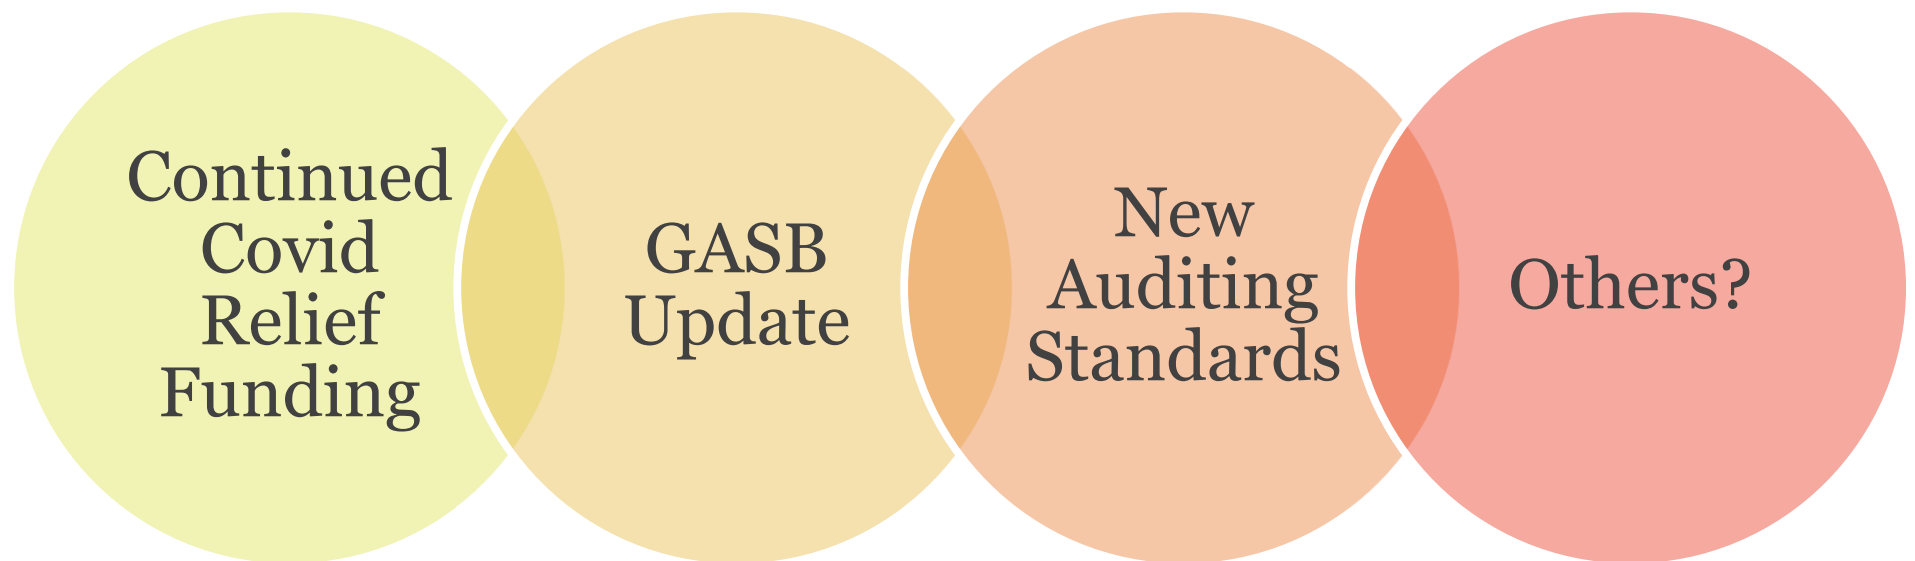 Continued
Covid
Relief
Funding
GASB
Update
New
Auditing
Standards
Others?